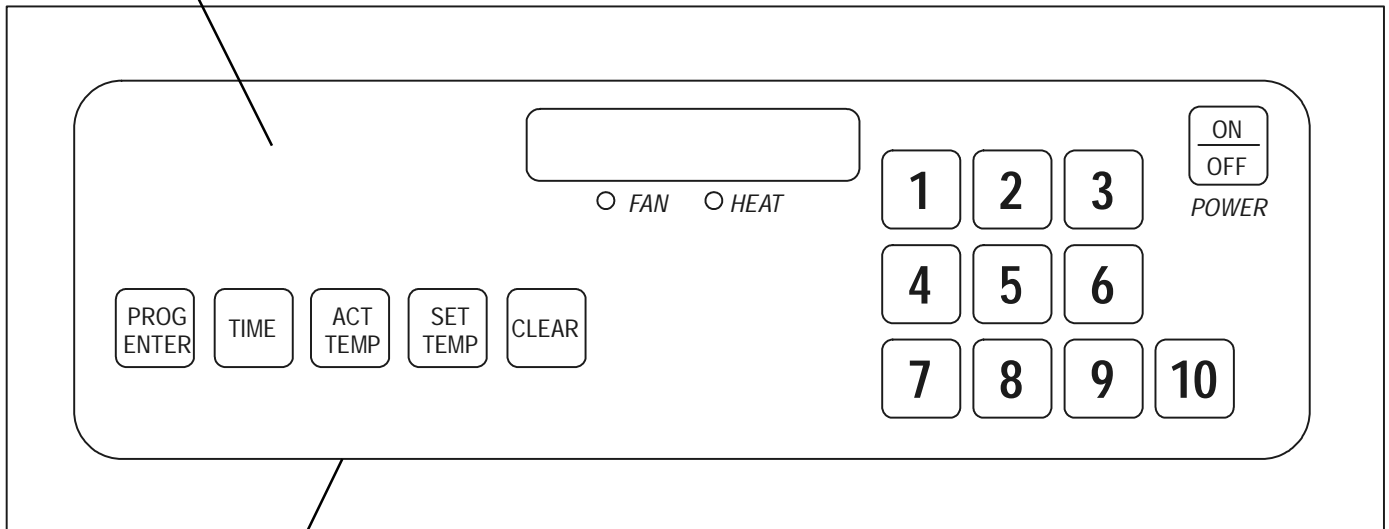 ON
OFF
POWER
FAN HEAT
1 2 3
4 5 6
PROG
ENTER
TIME
ACT
TEMP
SET
TEMP
CLEAR
7 8 9 10